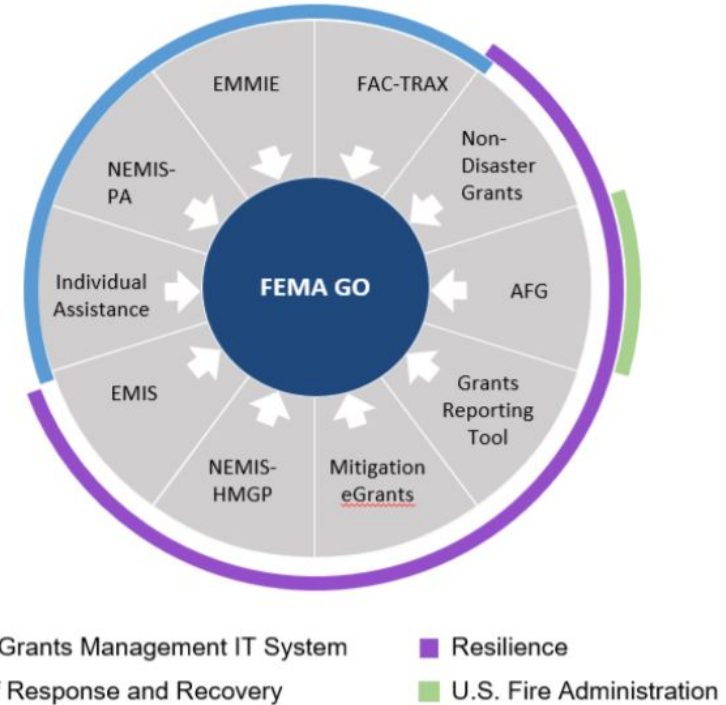 EMMIE
FAC-TRAX
Non-
Disaster
Grants
NEMIS-
PA
Individual
Assistance
FEMA GO
AFG
EMIS
Grants
Reporting
Tool
NEMIS-
HMGP
Mitigation
eGrants
Grants Management IT System
Resilience
Response and Recovery
U.S. Fire Administration